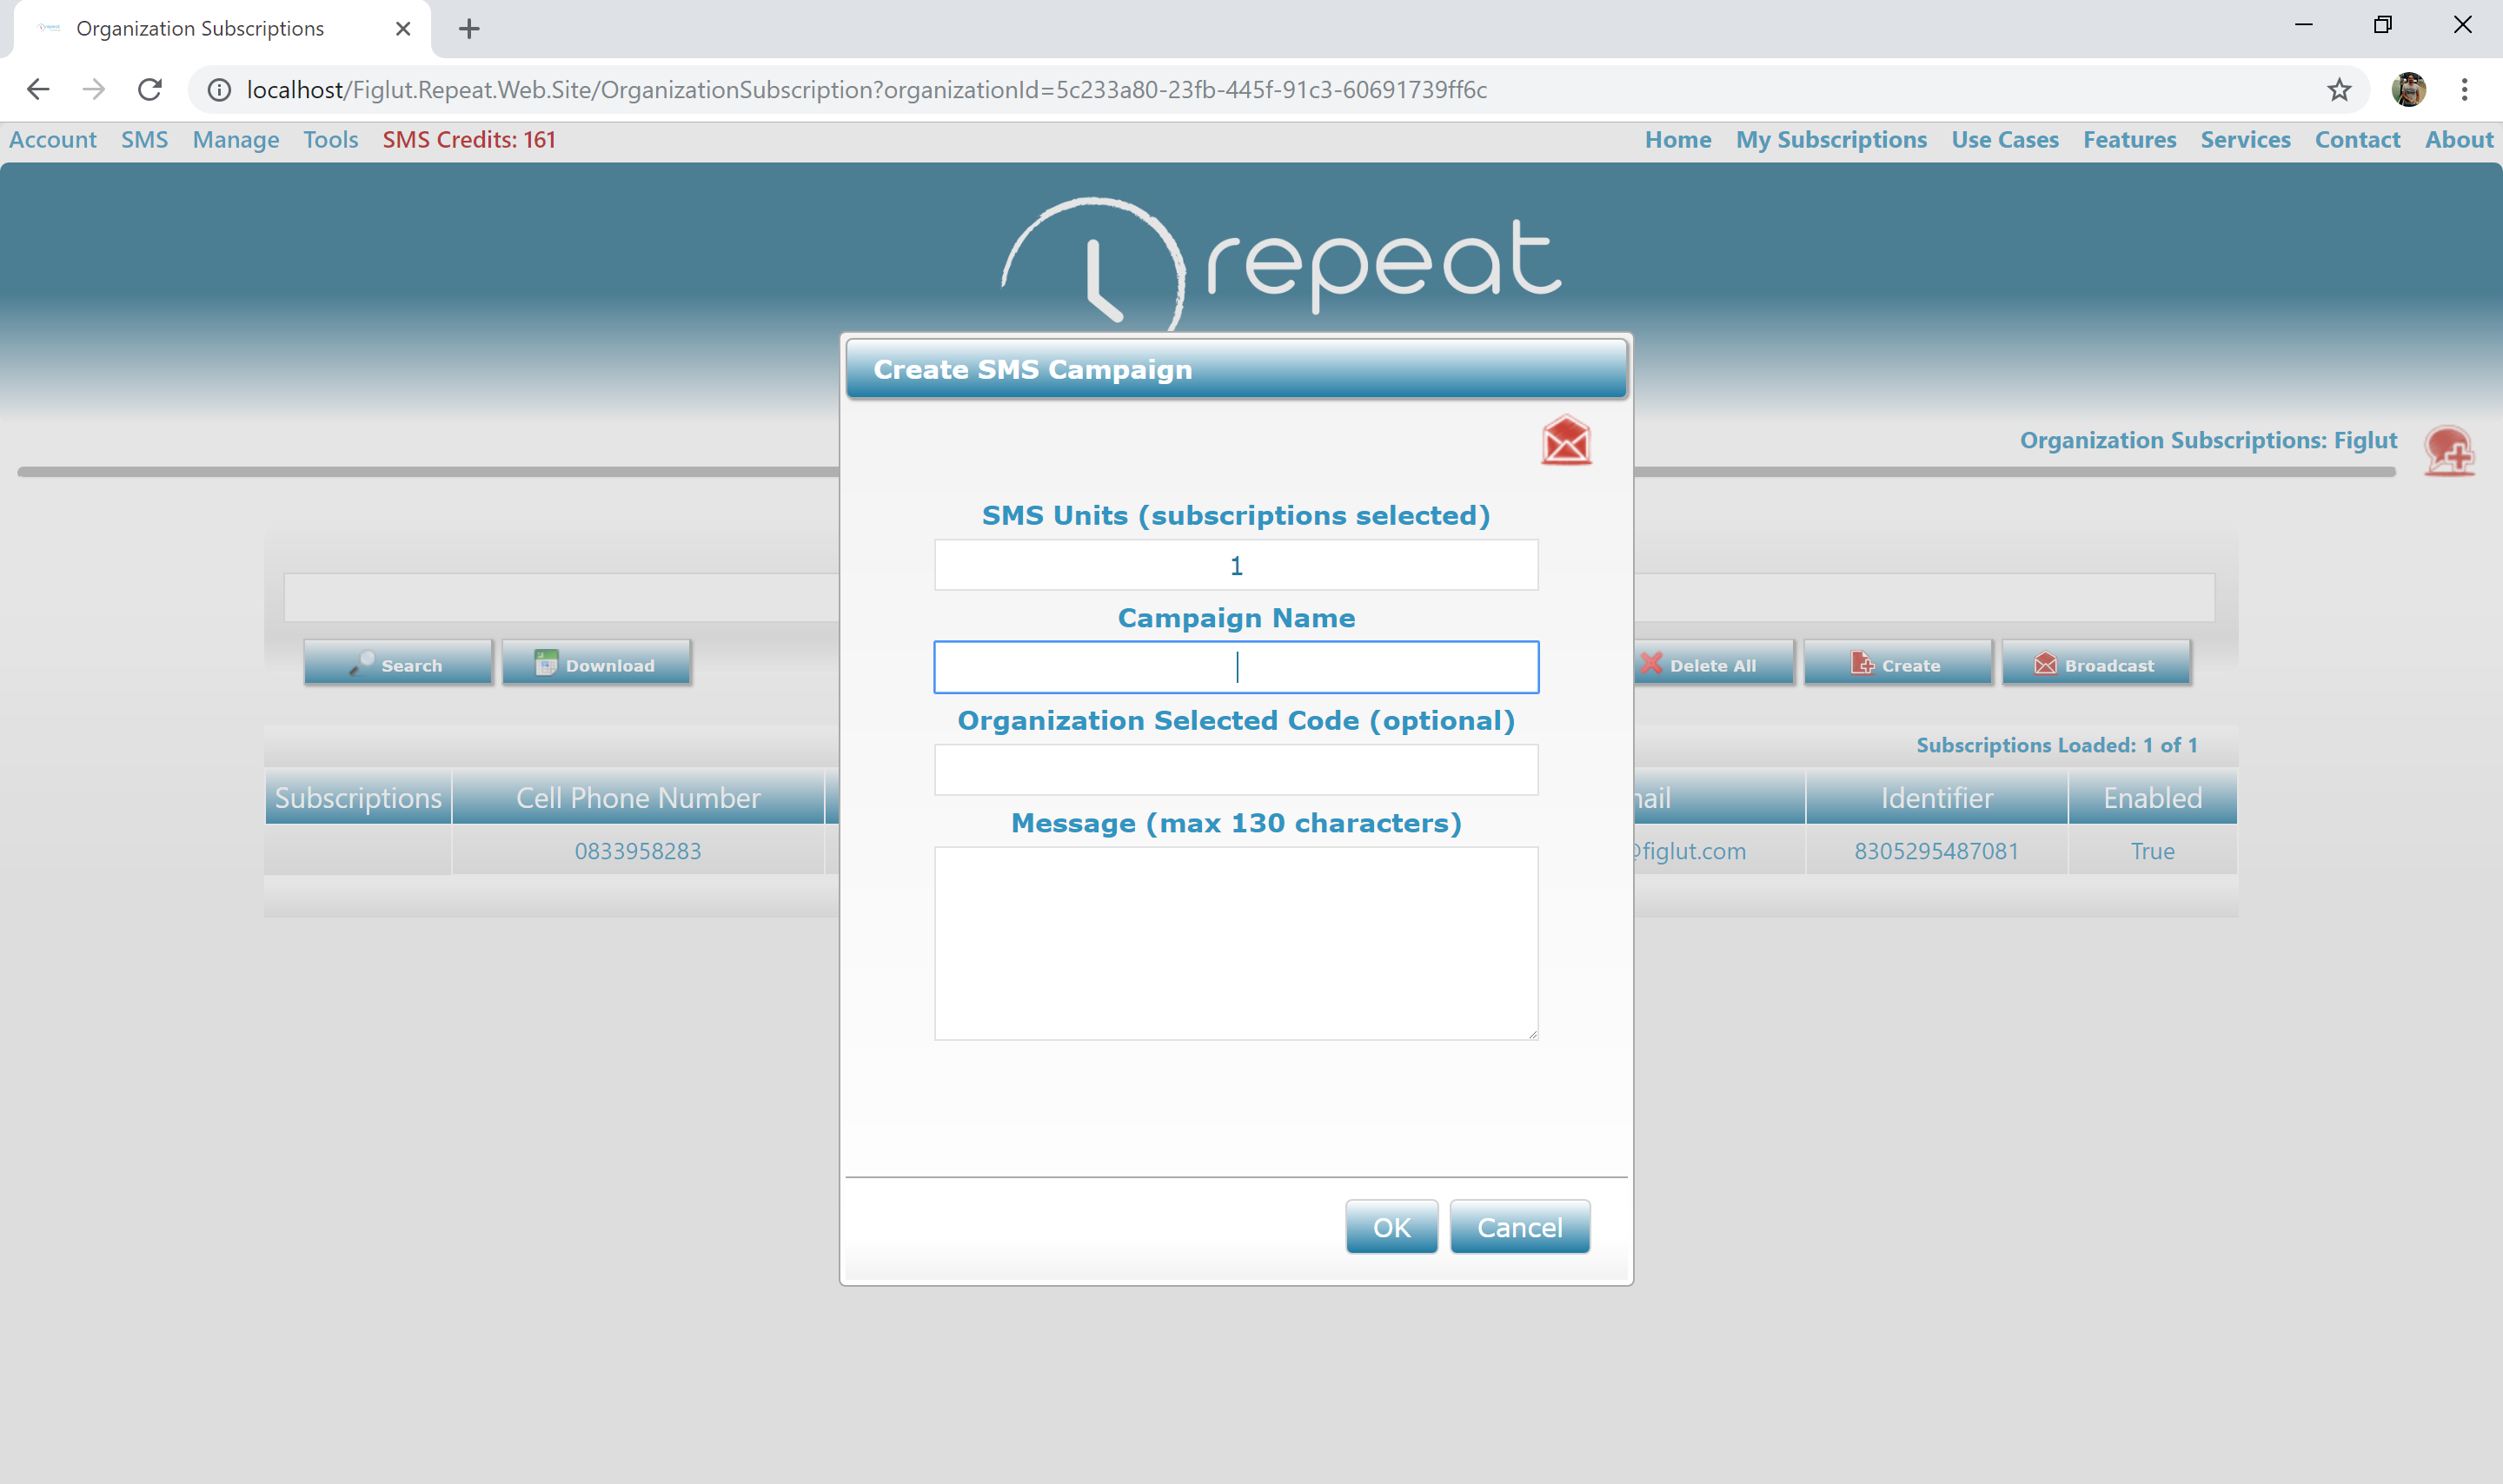 Organization Subscriptions
localhost/Figlut.Repeat.Web.Site/OrganizationSubscription?organizationId=5c233a80-23fb-445f-91c3-60691739ff6c
Account SMS Manage Tools SMS Credits: 161 Home My Subscriptions Use Cases Features Services Contact About
repeat
Create SMS Campaign
Organization Subscriptions: Figlut
SMS Units (subscriptions selected)
1
Campaign Name
Search Download Delete All Create Broadcast
Organization Selected Code (optional)
Subscriptions Loaded: 1 of 1
Message (max 130 characters)
Subscriptions Cell Phone Number Identifier Enabled
0833958283 @figlut.com 8305295487081 True
OK Cancel